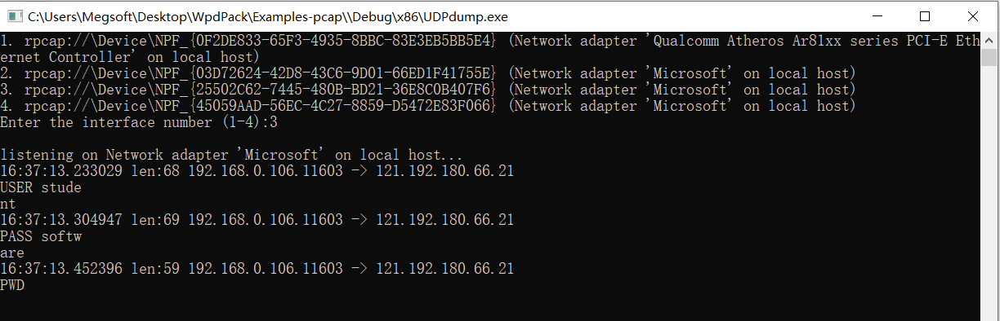 C:\Users\Megsoft\Desktop\WpdPack\Examples-pcap\\Debug\x86\UDPdump.exe
1. rpcap://\Device\NPF_{0F2DE833-65F3-4935-8BBC-83E3EB5BB5E4} (Network adapter 'Qualcomm Atheros Ar81xx series PCI-E Eth
ernet Controller' on local host)
2. rpcap://\Device\NPF_{03D72624-42D8-43C6-9D01-66ED1F41755E} (Network adapter 'Microsoft' on local host)
3. rpcap://\Device\NPF_{25502C62-7445-480B-BD21-36E8C0B407F6} (Network adapter 'Microsoft' on local host)
4. rpcap://\Device\NPF_{45059AAD-56EC-4C27-8859-D5472E83F066} (Network adapter 'Microsoft' on local host)
Enter the interface number (1-4):3
listening on Network adapter 'Microsoft' on local host...
16:37:13.233029 len:68 192.168.0.106.11603 -> 121.192.180.66.21
USER stude
nt
16:37:13.304947 len:69 192.168.0.106.11603 -> 121.192.180.66.21
PASS softw
are
16:37:13.452396 len:59 192.168.0.106.11603 -> 121.192.180.66.21
PWD